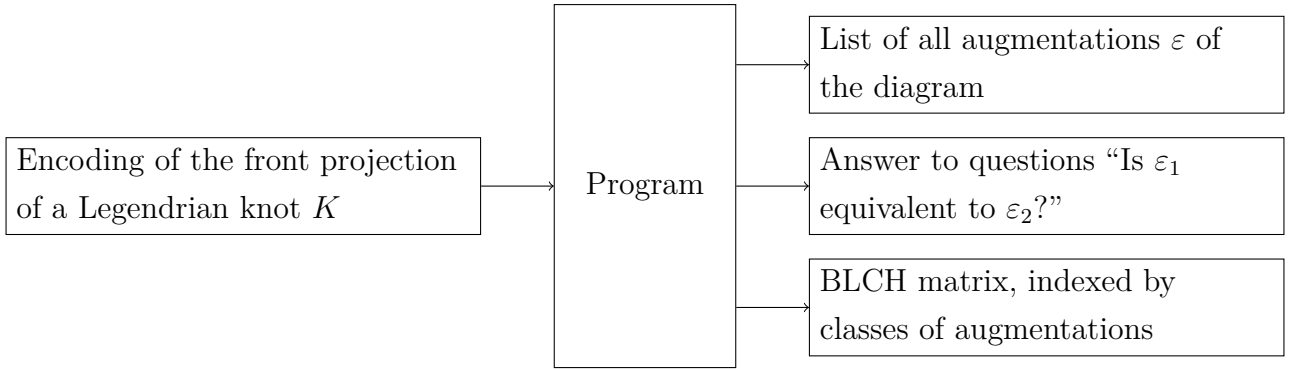 Encoding of the front projection
of a Legendrian knot K
Program
List of all augmentations ε of
the diagram
Answer to questions “Is ε₁
equivalent to ε₂?”
BLCH matrix, indexed by
classes of augmentations